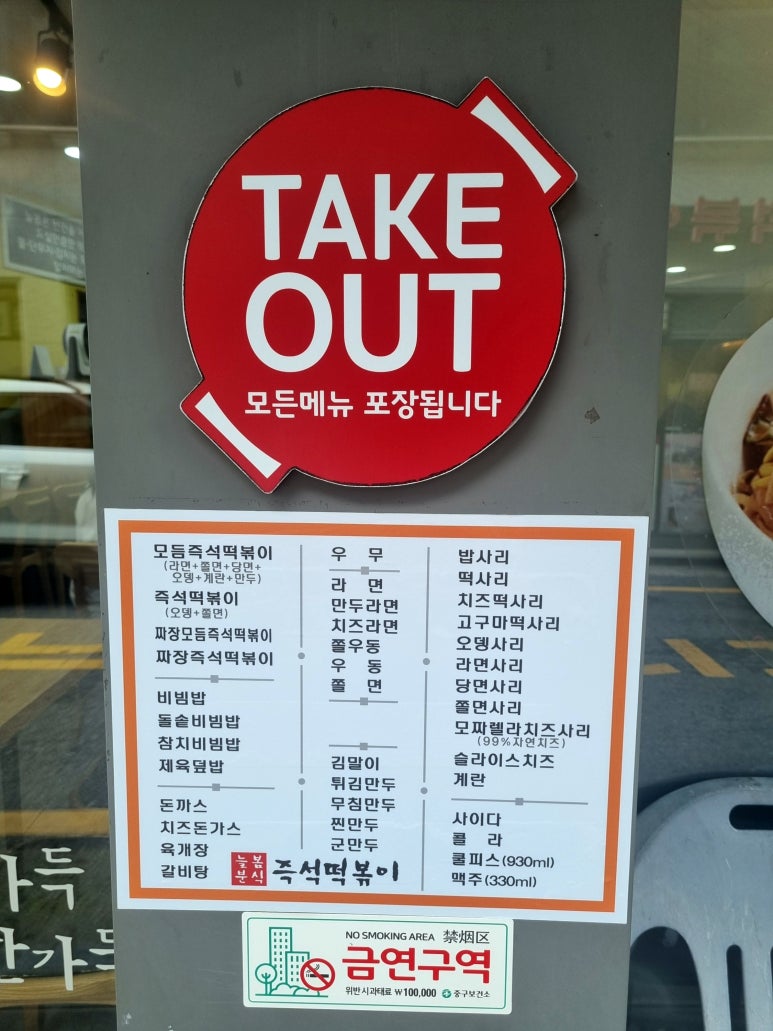 TAKE
OUT
모든메뉴 포장됩니다
모듬즉석떡볶이
(라면+쫄면+당면+
오뎅+계란+만두)
즉석떡볶이
(오뎅+쫄면)
짜장모듬즉석떡볶이
짜장즉석떡볶이
비빔밥
돌솥비빔밥
참치비빔밥
제육덮밥
돈까스
치즈돈가스
육개장
갈비탕
우 무
라 면
만두라면
치즈라면
쫄우동
우 동
쫄 면
김말이
튀김만두
무침만두
찐만두
군만두
밥사리
떡사리
치즈떡사리
고구마떡사리
오뎅사리
라면사리
당면사리
쫄면사리
모짜렐라치즈사리
(99%자연치즈)
슬라이스치즈
계란
사이다
콜 라
쿨피스(930ml)
맥주(330ml)
늘봄
분식
즉석떡볶이
NO SMOKING AREA 禁烟区
금연구역
위반시과태료 ₩100,000 중구보건소
가득